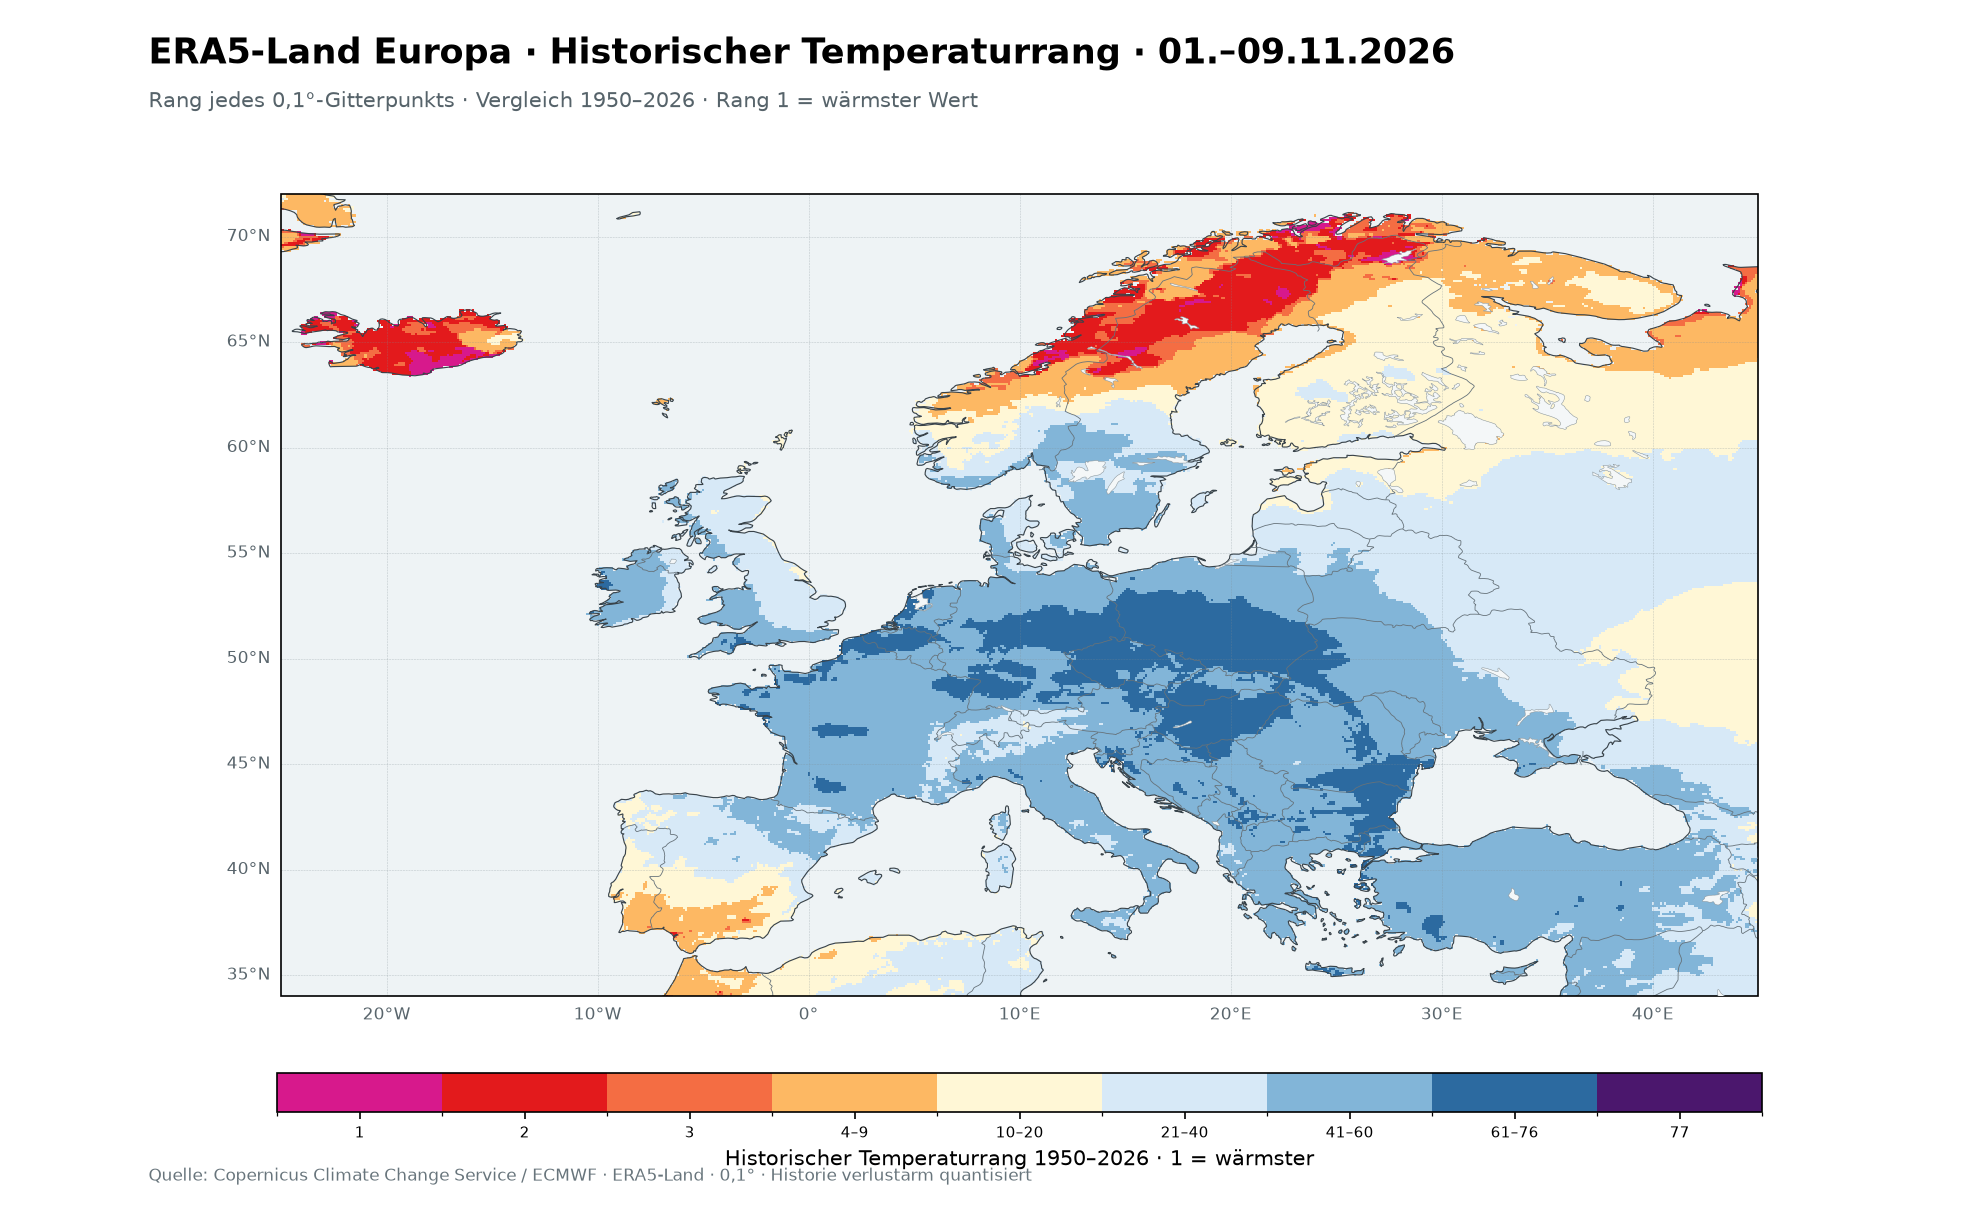 ERA5-Land Europa · Historischer Temperaturrang · 01.–09.11.2026
Rang jedes 0,1°-Gitterpunkts · Vergleich 1950–2026 · Rang 1 = wärmster Wert
70°N
65°N
60°N
55°N
50°N
45°N
40°N
35°N
20°W 10°W 0° 10°E 20°E 30°E 40°E
1 2 3 4–9 10–20 21–40 41–60 61–76 77
Historischer Temperaturrang 1950–2026 · 1 = wärmster
Quelle: Copernicus Climate Change Service / ECMWF · ERA5-Land · 0,1° · Historie verlustarm quantisiert